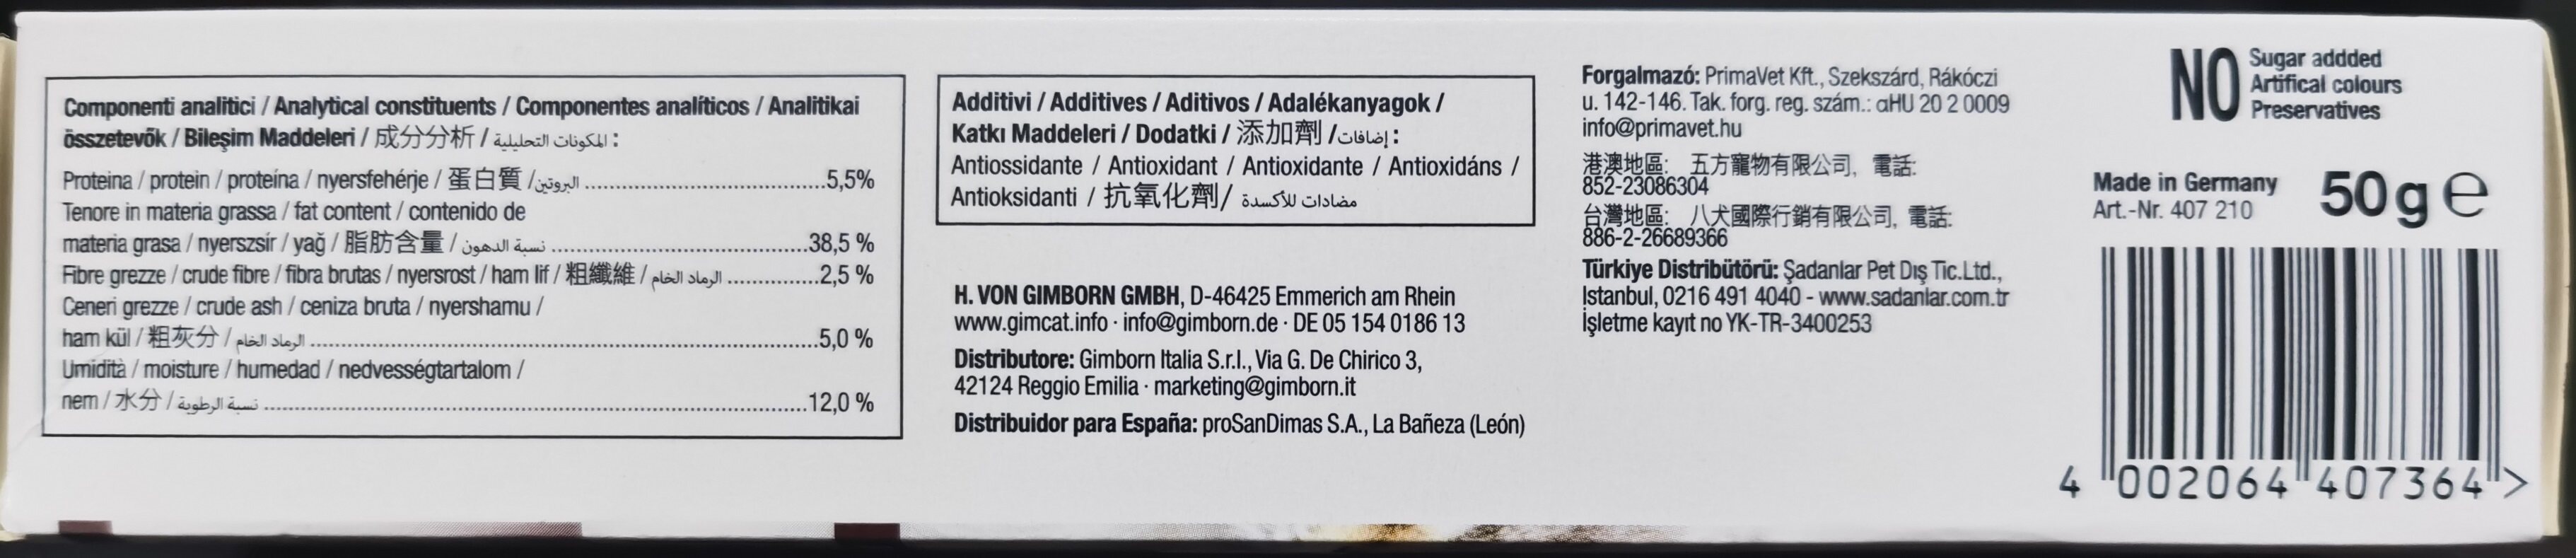 Componenti analitici / Analytical constituents / Componentes analíticos / Analitikai
összetevők / Bileşim Maddeleri / 成分分析 / المكونات التحليلية :
Proteina / protein / proteína / nyersfehérje / 蛋白質 / البروتين ..........5,5%
Tenore in materia grassa / fat content / contenido de
materia grasa / nyerszsír / yağ / 脂肪含量 / نسبة الدهون ..........38,5 %
Fibre grezze / crude fibre / fibra brutas / nyersrost / ham lif / 粗纖維 / الرماد الخام ..........2,5 %
Ceneri grezze / crude ash / ceniza bruta / nyershamu /
ham kül / 粗灰分 / الرماد الخام ..........5,0 %
Umidità / moisture / humedad / nedvességtartalom /
nem / 水分 / نسبة الرطوبة ..........12,0 %
Additivi / Additives / Aditivos / Adalékanyagok /
Katkı Maddeleri / Dodatki / 添加劑 / إضافات :
Antiossidante / Antioxidant / Antioxidante / Antioxidáns /
Antioksidanti / 抗氧化劑/ مضادات للأكسدة
H. VON GIMBORN GMBH, D-46425 Emmerich am Rhein
www.gimcat.info · info@gimborn.de · DE 05 154 0186 13
Distributore: Gimborn Italia S.r.l., Via G. De Chirico 3,
42124 Reggio Emilia · marketing@gimborn.it
Distribuidor para España: proSanDimas S.A., La Bañeza (León)
Forgalmazó: PrimaVet Kft., Szekszárd, Rákóczi
u. 142-146. Tak. forg. reg. szám.: αHU 20 2 0009
info@primavet.hu
港澳地區: 五方寵物有限公司, 電話:
852-23086304
台灣地區: 八犬國際行銷有限公司, 電話:
886-2-26689366
Türkiye Distribütörü: Şadanlar Pet Dış Tic.Ltd.,
Istanbul, 0216 491 4040 - www.sadanlar.com.tr
İşletme kayıt no YK-TR-3400253
NO
Sugar addded
Artifical colours
Preservatives
Made in Germany
Art.-Nr. 407 210
50 g e
4 002064 407364 >